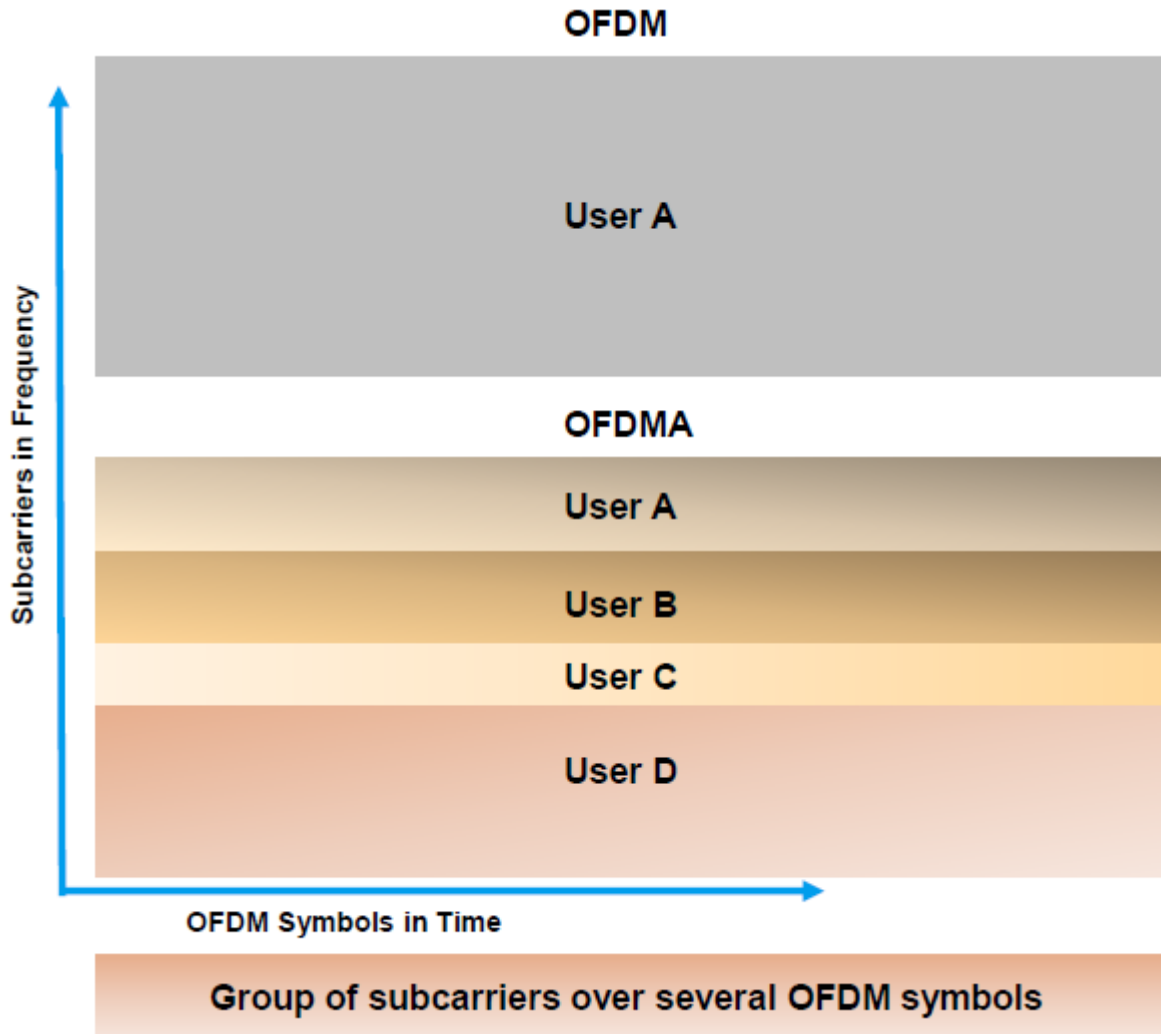 OFDM
User A
Subcarriers in Frequency
OFDMA
User A
User B
User C
User D
OFDM Symbols in Time
Group of subcarriers over several OFDM symbols